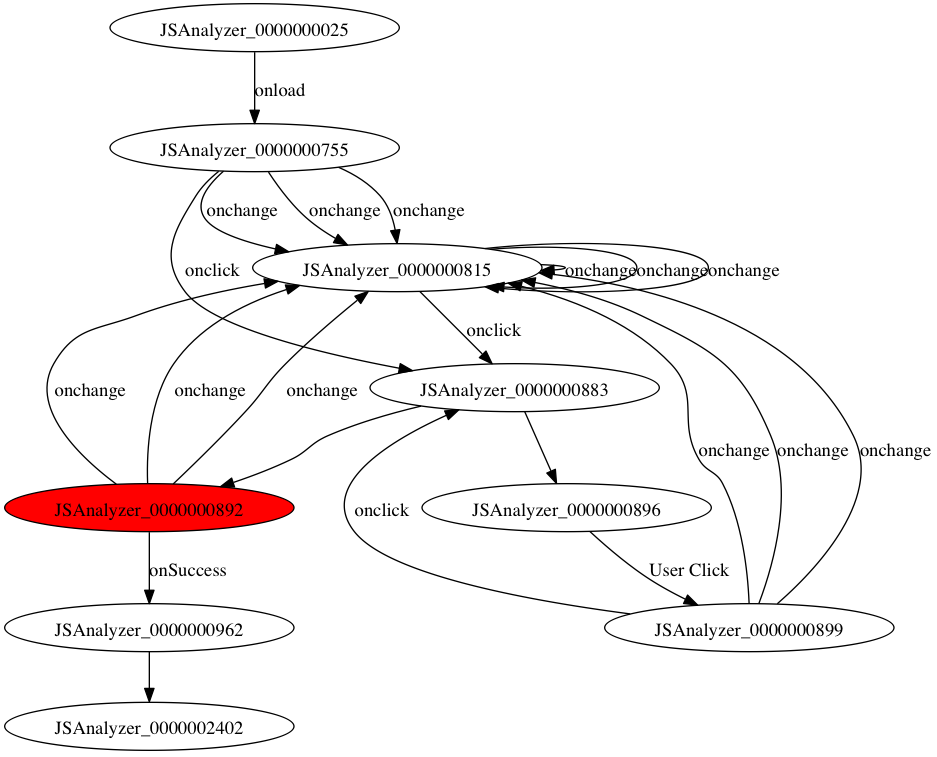 JSAnalyzer_0000000025
onload
JSAnalyzer_0000000755
onchange
onchange
onchange
onclick
JSAnalyzer_0000000815
onchange
onchange
onchange
onclick
onchange
onchange
onchange
JSAnalyzer_0000000883
onchange
onchange
onchange
JSAnalyzer_0000000892
onclick
JSAnalyzer_0000000896
onSuccess
User Click
JSAnalyzer_0000000962
JSAnalyzer_0000000899
JSAnalyzer_0000002402